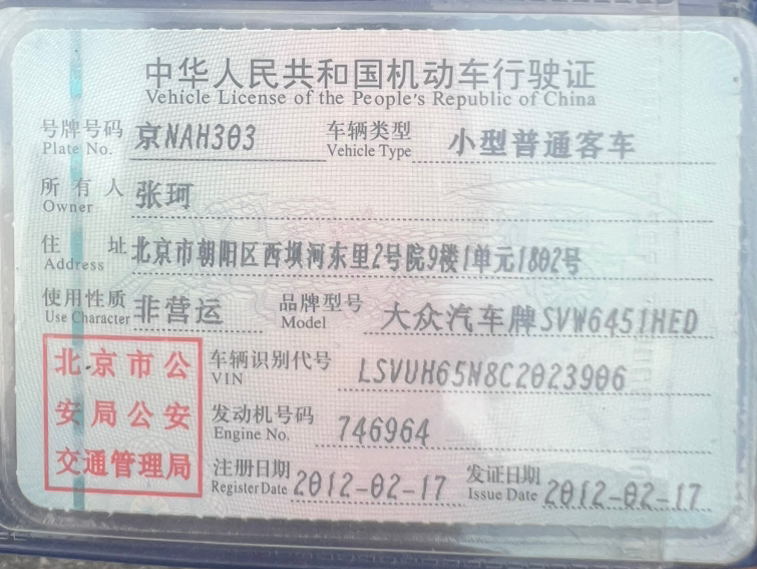 中华人民共和国机动车行驶证
Vehicle License of the People's Republic of China
号牌号码 京NAH303 车辆类型 小型普通客车
Plate No. Vehicle Type
所有人 张珂
Owner
住址 北京市朝阳区西坝河东里2号院9楼1单元1802号
Address
使用性质 非营运 品牌型号 大众汽车牌SVW6451HED
Use Character Model
北京市公 车辆识别代号 LSVUH65N8C2023906
VIN
安局公安 发动机号码 746964
Engine No.
交通管理局 注册日期 2012-02-17 发证日期 2012-02-17
Register Date Issue Date